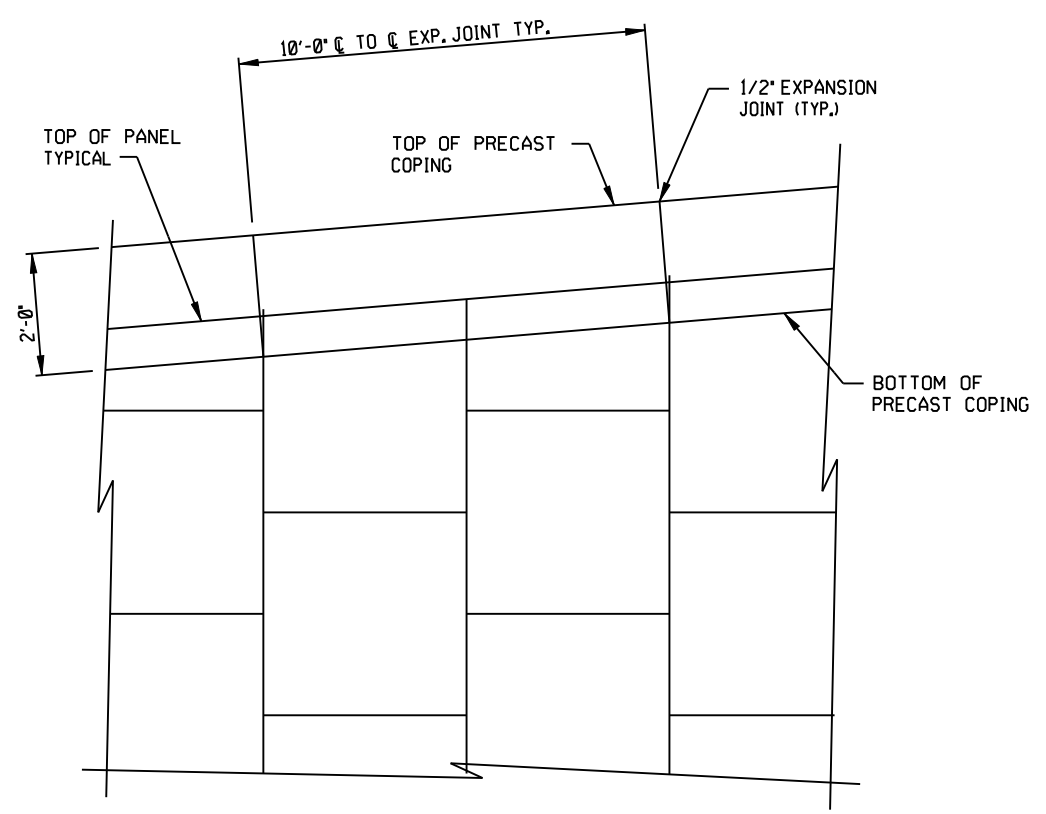 10'-0" ℄ TO ℄ EXP. JOINT TYP.
1/2" EXPANSION
JOINT (TYP.)
TOP OF PANEL
TYPICAL
TOP OF PRECAST
COPING
2'-0"
BOTTOM OF
PRECAST COPING